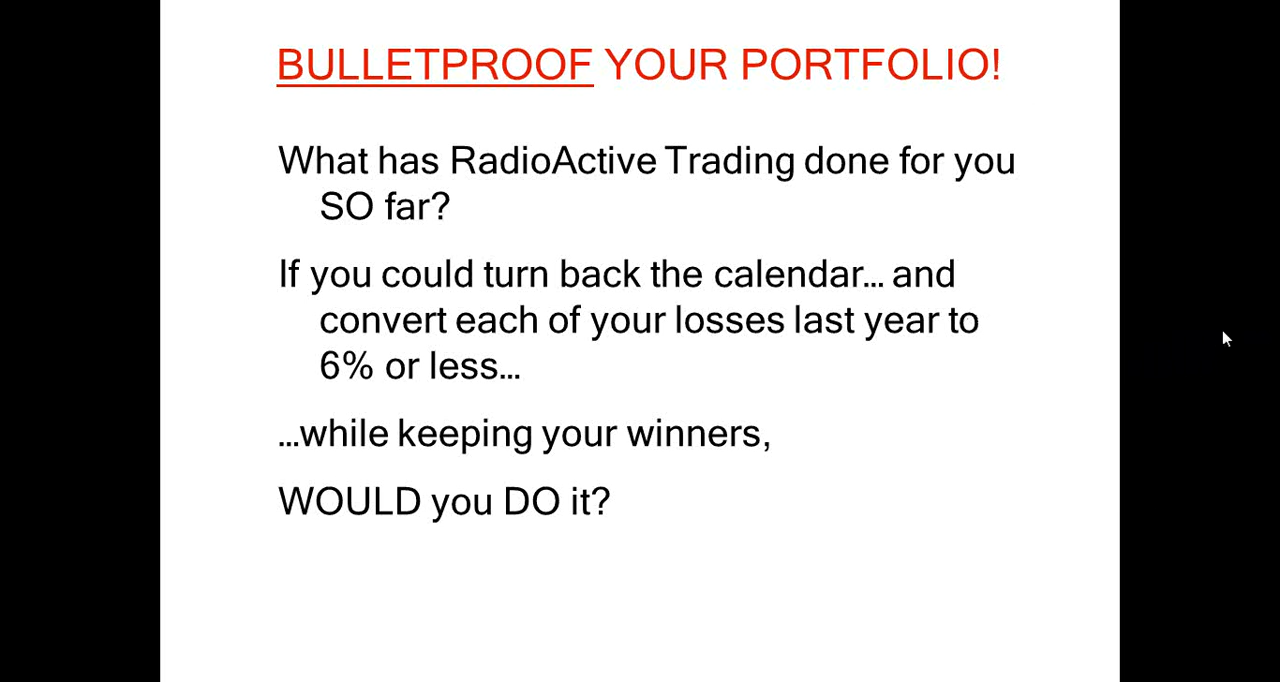 BULLETPROOF YOUR PORTFOLIO!
What has RadioActive Trading done for you
SO far?
If you could turn back the calendar... and
convert each of your losses last year to
6% or less...
...while keeping your winners,
WOULD you DO it?